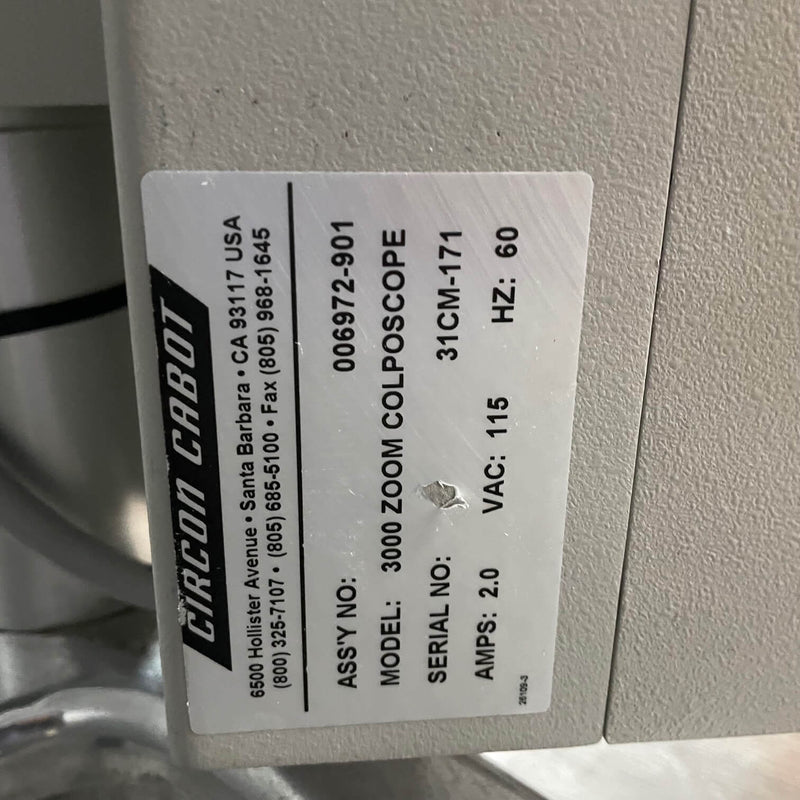 CIRCON CABOT
6500 Hollister Avenue • Santa Barbara • CA 93117 USA
(800) 325-7107 • (805) 685-5100 • Fax (805) 968-1645
ASS'Y NO: 006972-901
MODEL: 3000 ZOOM COLPOSCOPE
SERIAL NO: 31CM-171
AMPS: 2.0 VAC: 115 HZ: 60
26109-3